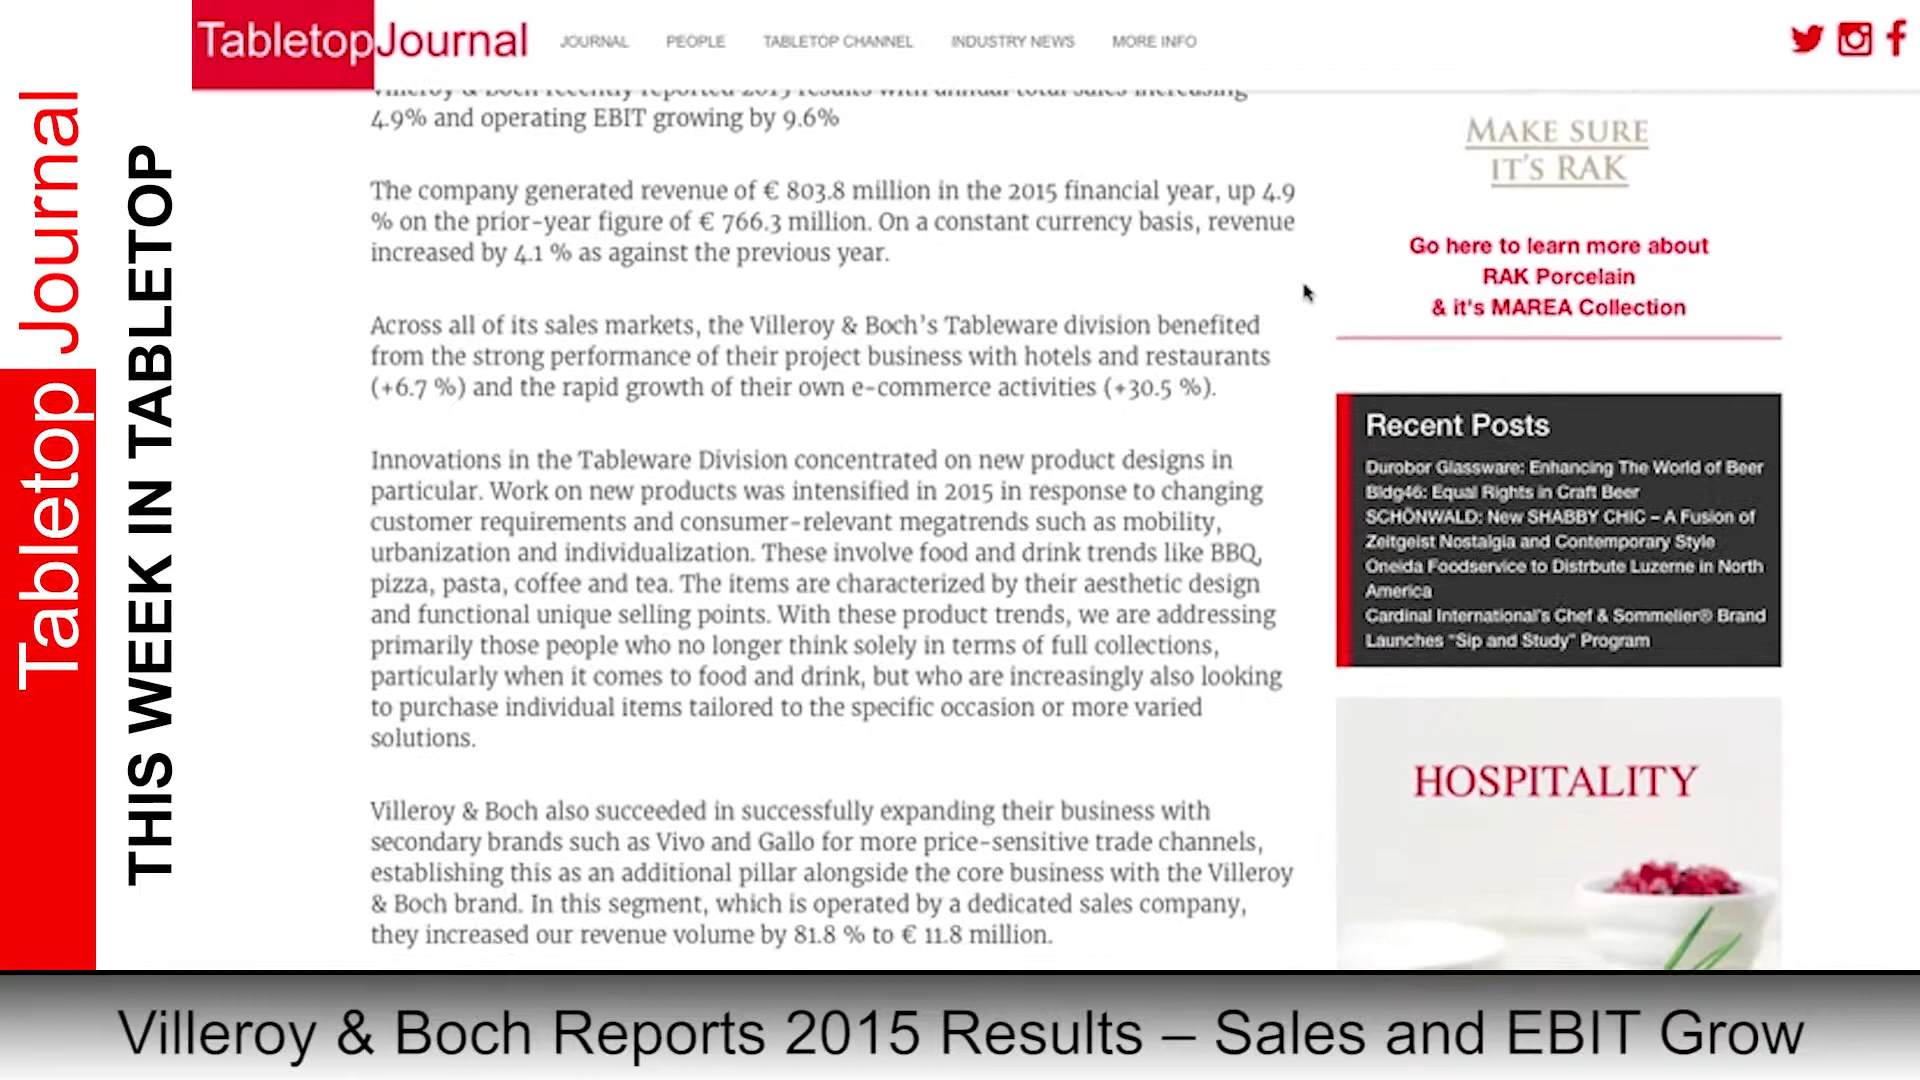 TabletopJournal
JOURNAL
PEOPLE
TABLETOP CHANNEL
INDUSTRY NEWS
MORE INFO
Tabletop Journal
THIS WEEK IN TABLETOP
Villeroy & Boch recently reported 2015 results with annual total sales increasing
4.9% and operating EBIT growing by 9.6%
The company generated revenue of € 803.8 million in the 2015 financial year, up 4.9
% on the prior-year figure of € 766.3 million. On a constant currency basis, revenue
increased by 4.1 % as against the previous year.
Across all of its sales markets, the Villeroy & Boch's Tableware division benefited
from the strong performance of their project business with hotels and restaurants
(+6.7 %) and the rapid growth of their own e-commerce activities (+30.5 %).
Innovations in the Tableware Division concentrated on new product designs in
particular. Work on new products was intensified in 2015 in response to changing
customer requirements and consumer-relevant megatrends such as mobility,
urbanization and individualization. These involve food and drink trends like BBQ,
pizza, pasta, coffee and tea. The items are characterized by their aesthetic design
and functional unique selling points. With these product trends, we are addressing
primarily those people who no longer think solely in terms of full collections,
particularly when it comes to food and drink, but who are increasingly also looking
to purchase individual items tailored to the specific occasion or more varied
solutions.
Villeroy & Boch also succeeded in successfully expanding their business with
secondary brands such as Vivo and Gallo for more price-sensitive trade channels,
establishing this as an additional pillar alongside the core business with the Villeroy
& Boch brand. In this segment, which is operated by a dedicated sales company,
they increased our revenue volume by 81.8 % to € 11.8 million.
MAKE SURE
IT'S RAK
Go here to learn more about
RAK Porcelain
& it's MAREA Collection
Recent Posts
Durobor Glassware: Enhancing The World of Beer
Bldg46: Equal Rights in Craft Beer
SCHÖNWALD: New SHABBY CHIC – A Fusion of
Zeitgeist Nostalgia and Contemporary Style
Oneida Foodservice to Distrbute Luzerne in North
America
Cardinal International's Chef & Sommelier® Brand
Launches "Sip and Study" Program
HOSPITALITY
Villeroy & Boch Reports 2015 Results – Sales and EBIT Grow